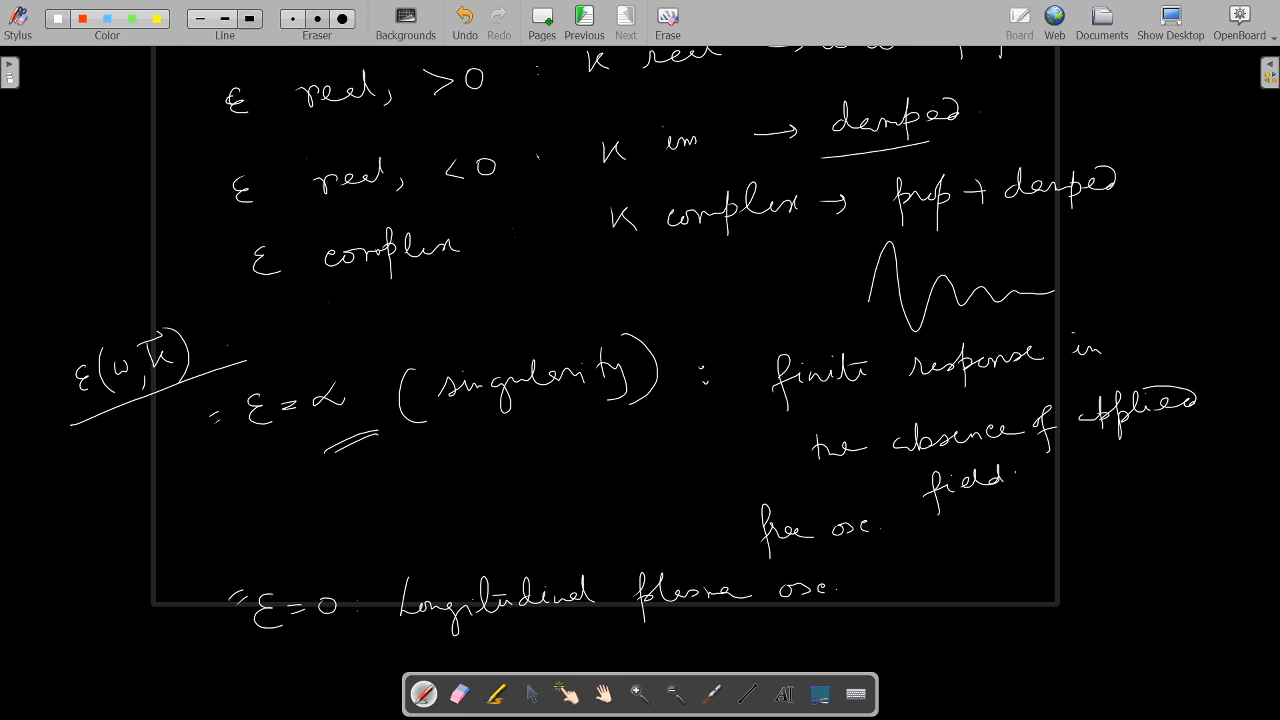 Stylus Color Line Eraser Backgrounds Undo Redo Pages Previous Next Erase Board Web Documents Show Desktop OpenBoard
ε real, >0 : K real →
ε real, <0 . K im → damped
ε complex : K complex → prop + damped
ε(ω, k⃗)
= ε = α (singularity) : finite response in
the absence of applied
field.
free osc.
= ε = 0 : Longitudinal plasma osc.